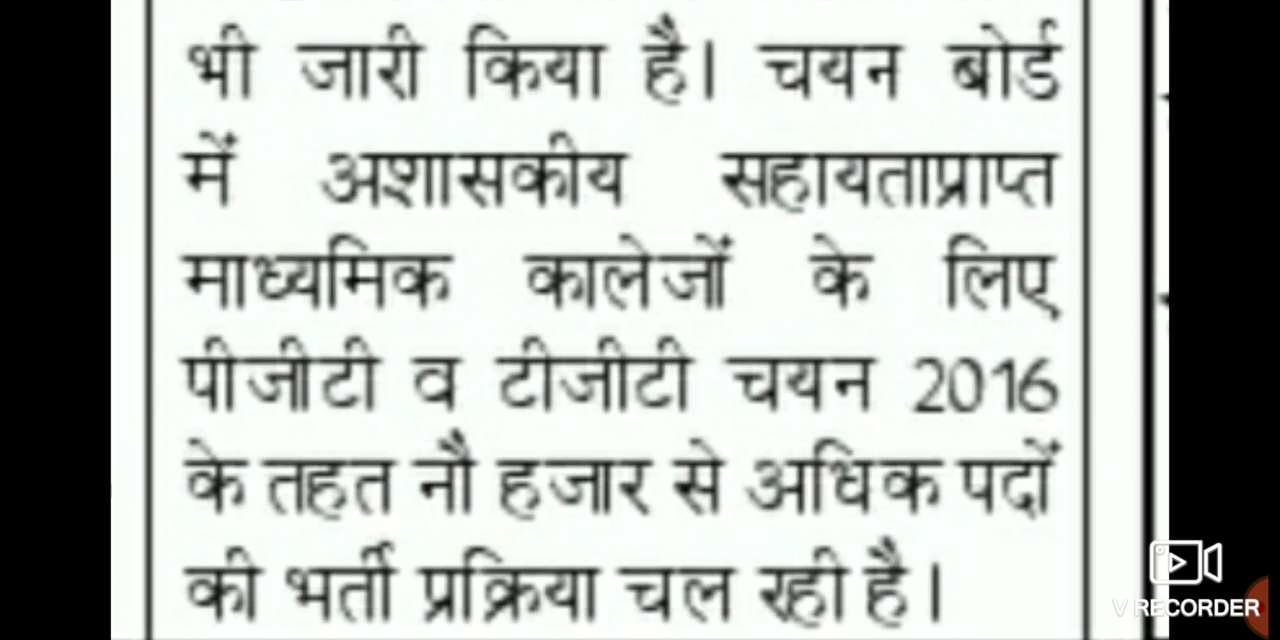 भी जारी किया है। चयन बोर्ड
में अशासकीय सहायताप्राप्त
माध्यमिक कालेजों के लिए
पीजीटी व टीजीटी चयन 2016
के तहत नौ हजार से अधिक पदों
की भर्ती प्रक्रिया चल रही है।
V RECORDER